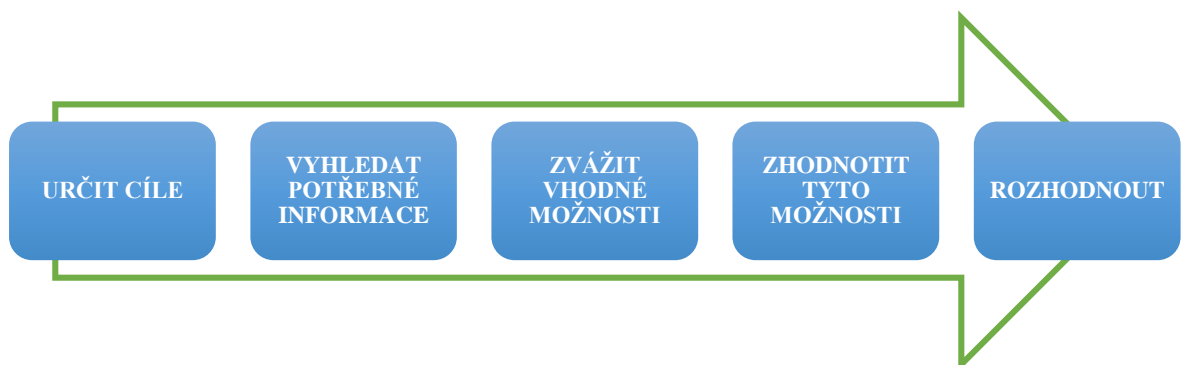 URČIT CÍLE
VYHLEDAT
POTŘEBNÉ
INFORMACE
ZVÁŽIT
VHODNÉ
MOŽNOSTI
ZHODNOTIT
TYTO
MOŽNOSTI
ROZHODNOUT